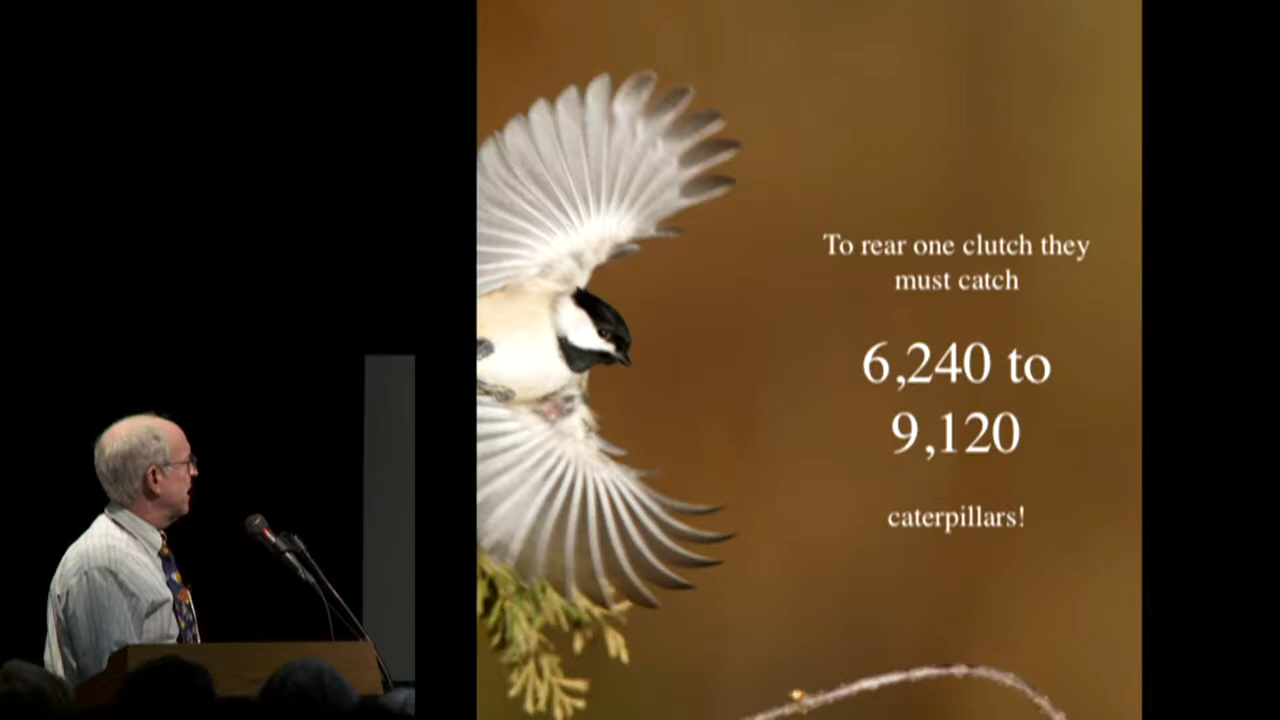 To rear one clutch they
must catch
6,240 to
9,120
caterpillars!